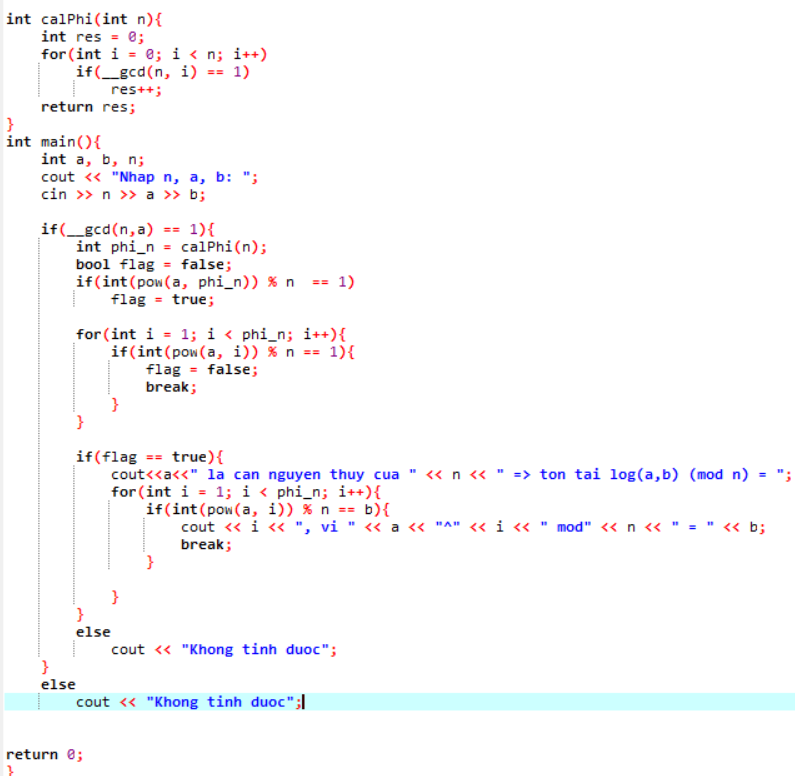 int calPhi(int n){
    int res = 0;
    for(int i = 0; i < n; i++)
        if(__gcd(n, i) == 1)
            res++;
    return res;
}
int main(){
    int a, b, n;
    cout << "Nhap n, a, b: ";
    cin >> n >> a >> b;

    if(__gcd(n,a) == 1){
        int phi_n = calPhi(n);
        bool flag = false;
        if(int(pow(a, phi_n)) % n  == 1)
            flag = true;

        for(int i = 1; i < phi_n; i++){
            if(int(pow(a, i)) % n == 1){
                flag = false;
                break;
            }
        }

        if(flag == true){
            cout<<a<<" la can nguyen thuy cua " << n << " => ton tai log(a,b) (mod n) = ";
            for(int i = 1; i < phi_n; i++){
                if(int(pow(a, i)) % n == b){
                    cout << i << ", vi " << a << "^" << i << " mod" << n << " = " << b;
                    break;
                }

            }
        }
        else
            cout << "Khong tinh duoc";
    }
    else
        cout << "Khong tinh duoc";


return 0;
}